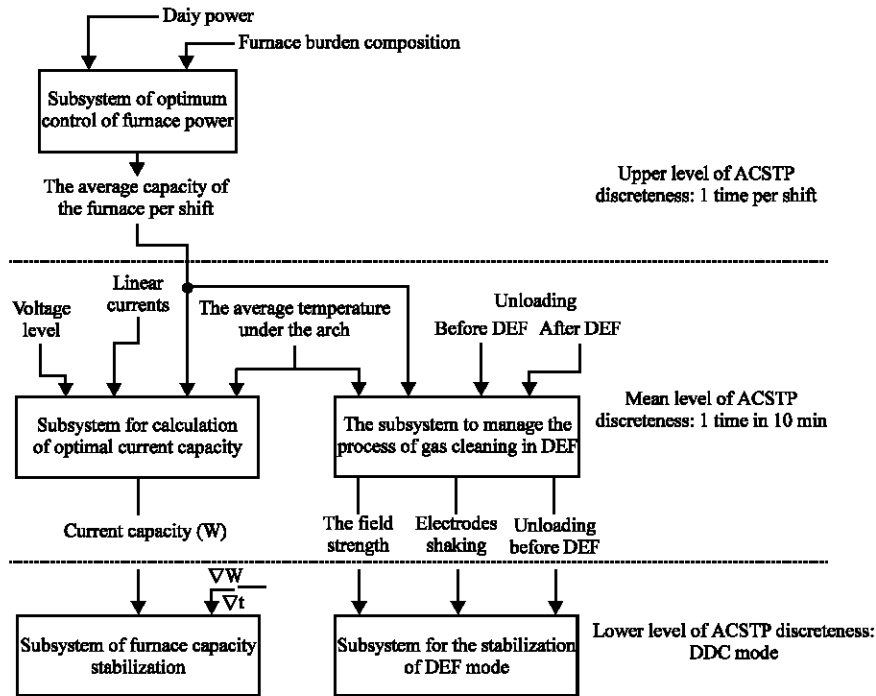 Daiy power
Furnace burden composition
Subsystem of optimum
control of furnace power
The average capacity of
the furnace per shift
Upper level of ACSTP
discreteness: 1 time per shift
Linear
currents
Voltage
level
The average temperature
under the arch
Unloading
Before DEF After DEF
Subsystem for calculation
of optimal current capacity
The subsystem to manage the
process of gas cleaning in DEF
Mean level of ACSTP
discreteness: 1 time in 10 min
Current capacity (W)
The field
strength
Electrodes
shaking
Unloading
before DEF
∇W
∇t
Subsystem of furnace capacity
stabilization
Subsystem for the stabilization
of DEF mode
Lower level of ACSTP discreteness:
DDC mode